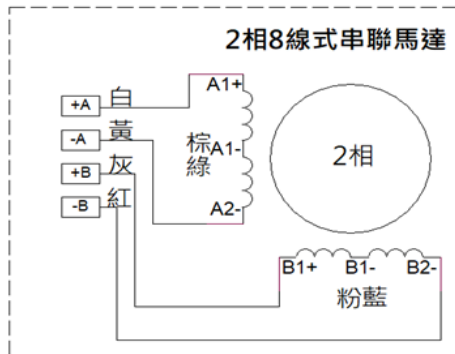 2相8線式串聯馬達
+A 白
-A 黃
+B 灰
-B 紅
A1+
棕綠
A1-
A2-
2相
B1+ B1- B2-
粉藍